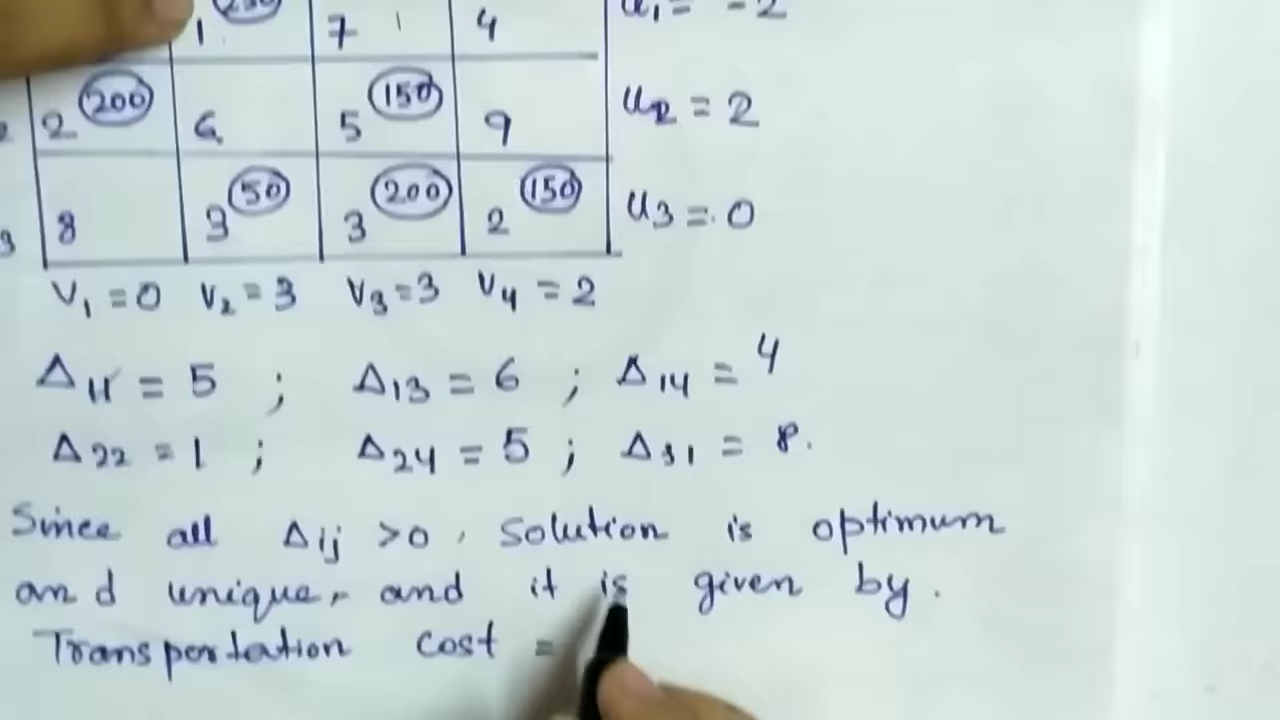 1 7 4 U1 = -2
2 200 6 5 150 9 U2 = 2
8 3 50 3 200 2 150 U3 = 0
V1 = 0 V2 = 3 V3 = 3 V4 = 2
Δ11 = 5 ; Δ13 = 6 ; Δ14 = 4
Δ22 = 1 ; Δ24 = 5 ; Δ31 = 8.
Since all Δij >0, solution is optimum
and unique, and it is given by.
Transportation cost =